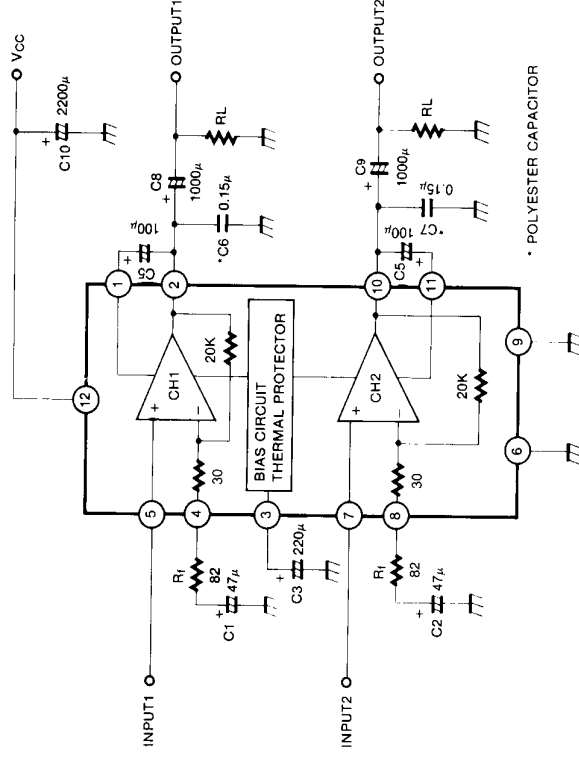 VCC
C10
+
2200μ
OUTPUT1
RL
C8
+
1000μ
*C6
0.15μ
C5
+
100μ
1
2
12
CH1
+
−
20K
30
5
4
INPUT1
Rf
82
C1
+
47μ
BIAS CIRCUIT
THERMAL PROTECTOR
3
C3
+
220μ
OUTPUT2
RL
C9
+
1000μ
*C7
0.15μ
C5
+
100μ
10
11
CH2
+
−
20K
30
7
8
INPUT2
Rf
82
C2
+
47μ
6
9
* POLYESTER CAPACITOR